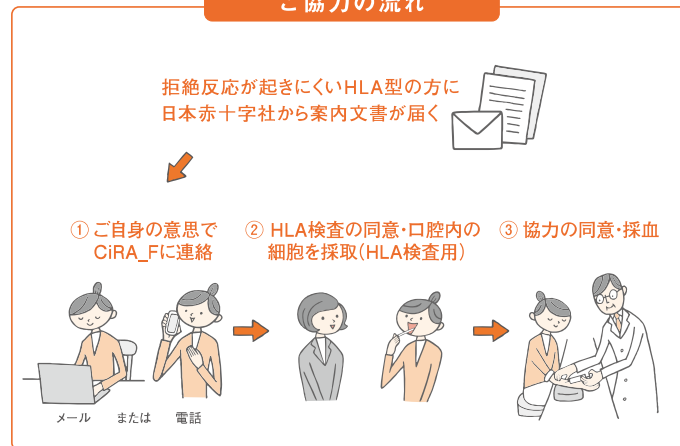 ご協力の流れ
拒絶反応が起きにくいHLA型の方に
日本赤十字社から案内文書が届く
① ご自身の意思で
CiRA_Fに連絡
② HLA検査の同意・口腔内の
細胞を採取(HLA検査用)
③ 協力の同意・採血
メール または 電話